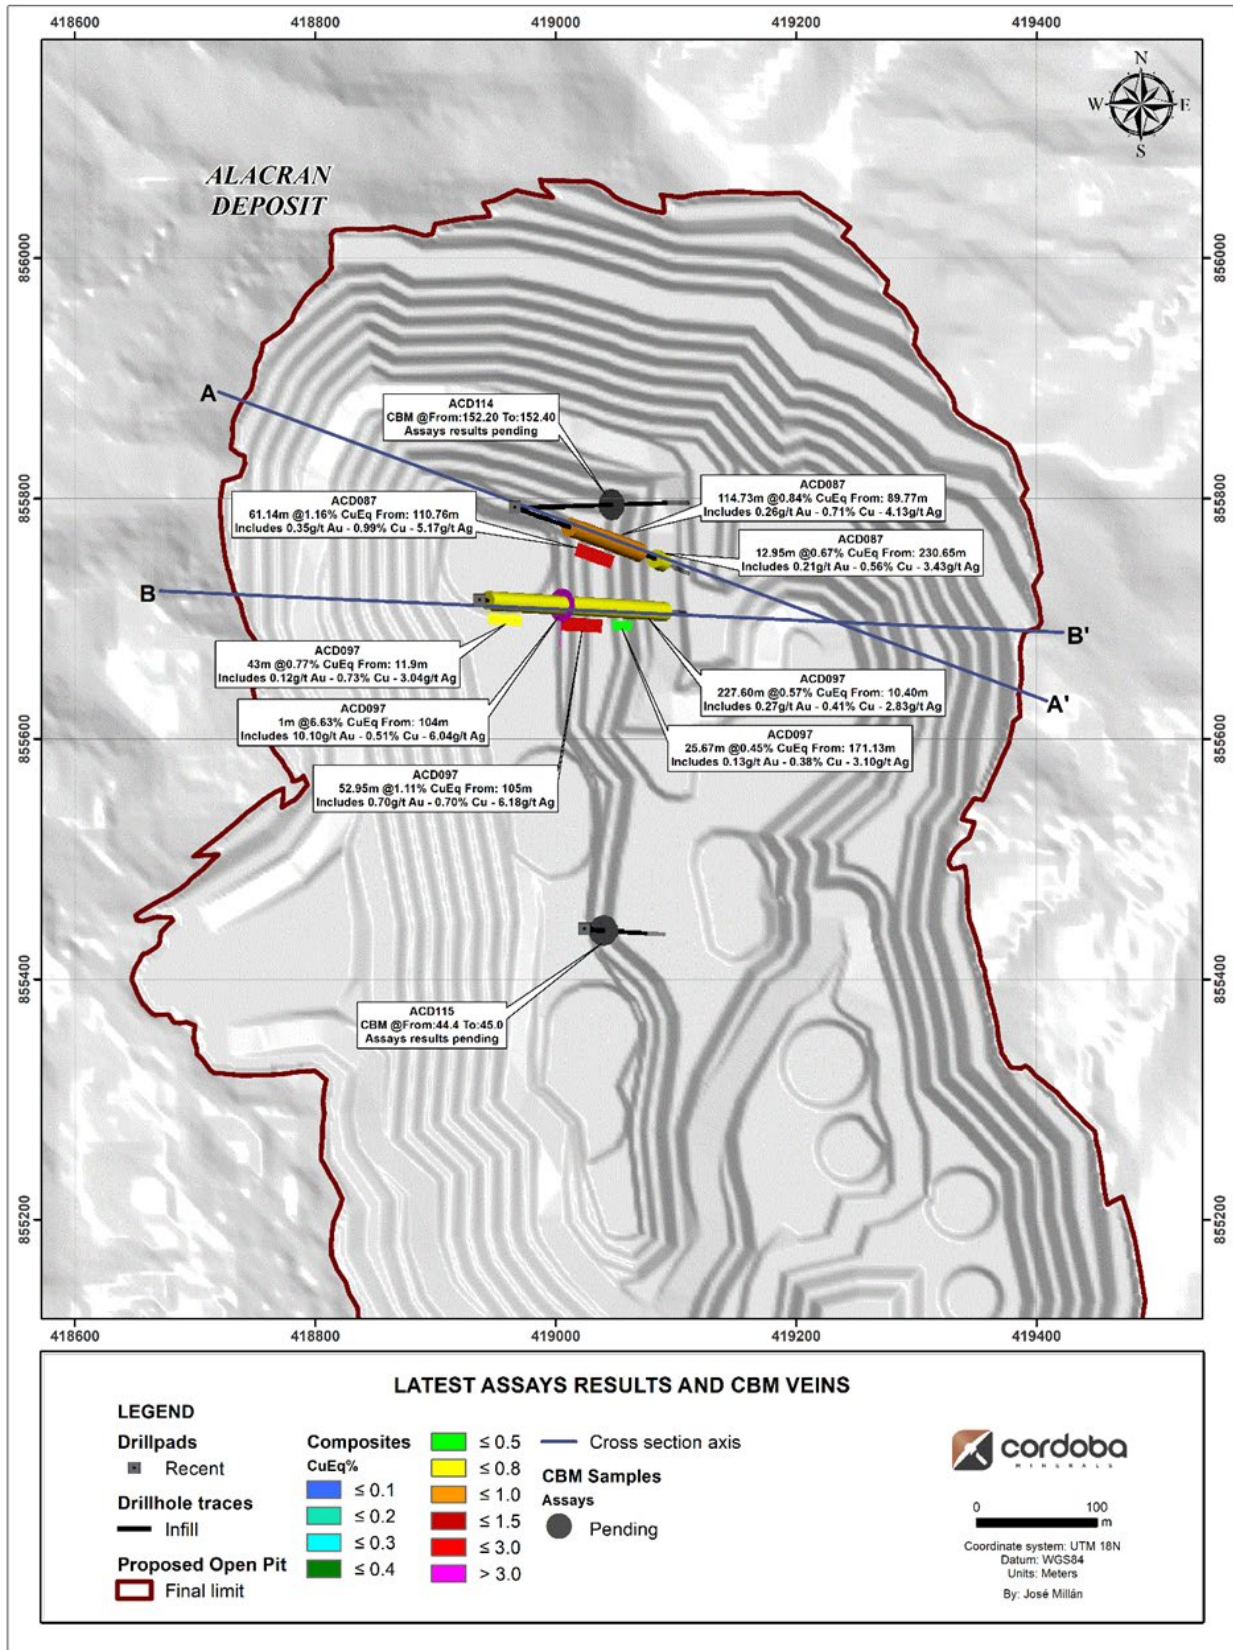 418600 418800 419000 419200 419400
N
W E
S
ALACRAN
DEPOSIT
856000 856000
A
ACD114
CBM @From:152.20 To:152.40
Assays results pending
855800 855800
ACD087
61.14m @1.16% CuEq From: 110.76m
Includes 0.35g/t Au - 0.99% Cu - 5.17g/t Ag
ACD087
114.73m @0.84% CuEq From: 89.77m
Includes 0.26g/t Au - 0.71% Cu - 4.13g/t Ag
ACD087
12.95m @0.67% CuEq From: 230.65m
Includes 0.21g/t Au - 0.56% Cu - 3.43g/t Ag
B
B'
A'
ACD097
43m @0.77% CuEq From: 11.9m
Includes 0.12g/t Au - 0.73% Cu - 3.04g/t Ag
ACD097
227.60m @0.57% CuEq From: 10.40m
Includes 0.27g/t Au - 0.41% Cu - 2.83g/t Ag
ACD097
1m @6.63% CuEq From: 104m
Includes 10.10g/t Au - 0.51% Cu - 6.04g/t Ag
ACD097
25.67m @0.45% CuEq From: 171.13m
Includes 0.13g/t Au - 0.38% Cu - 3.10g/t Ag
855600 855600
ACD097
52.95m @1.11% CuEq From: 105m
Includes 0.70g/t Au - 0.70% Cu - 6.18g/t Ag
855400 855400
ACD115
CBM @From:44.4 To:45.0
Assays results pending
855200 855200
418600 418800 419000 419200 419400
LATEST ASSAYS RESULTS AND CBM VEINS
LEGEND
Drillpads
Recent
Drillhole traces
Infill
Proposed Open Pit
Final limit
Composites
CuEq%
≤ 0.1
≤ 0.2
≤ 0.3
≤ 0.4
≤ 0.5
≤ 0.8
≤ 1.0
≤ 1.5
≤ 3.0
> 3.0
Cross section axis
CBM Samples
Assays
Pending
cordoba
MINERALS
0 100
m
Coordinate system: UTM 18N
Datum: WGS84
Units: Meters
By: José Millán